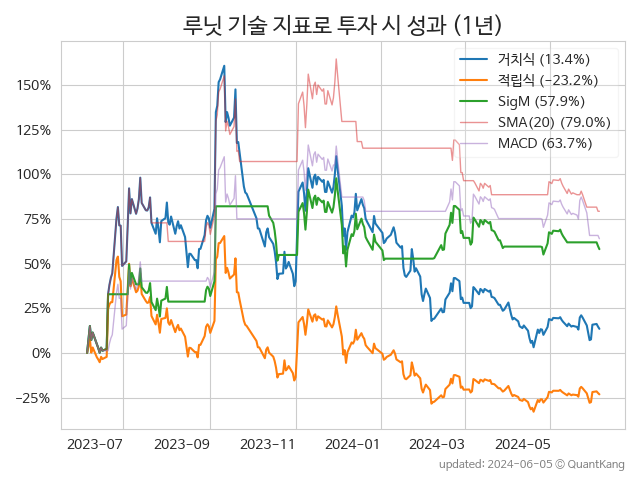 루닛 기술 지표로 투자 시 성과 (1년)
거치식 (13.4%)
적립식 (−23.2%)
SigM (57.9%)
SMA(20) (79.0%)
MACD (63.7%)
150%
125%
100%
75%
50%
25%
0%
−25%
2023−07
2023−09
2023−11
2024−01
2024−03
2024−05
updated: 2024-06-05 ⓒ QuantKang